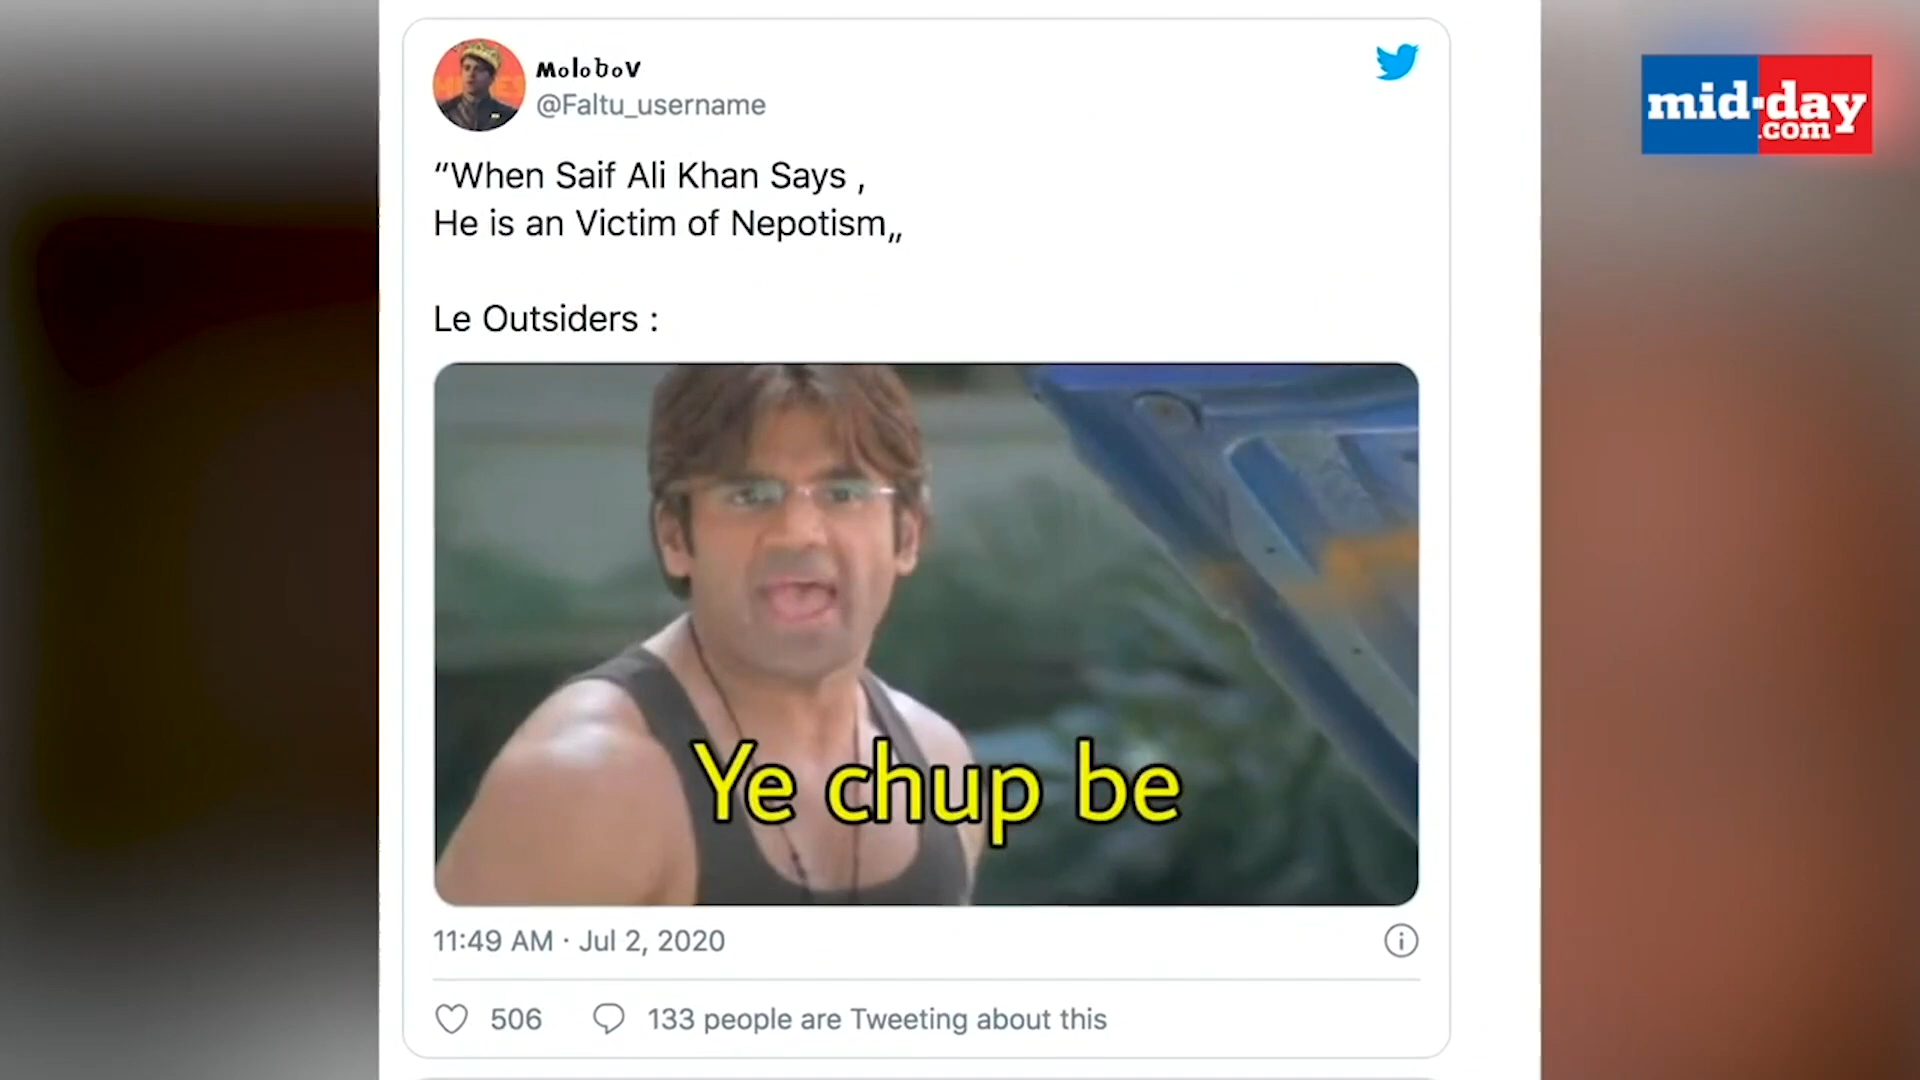 MoloboV
@Faltu_username
mid-day
.com
“When Saif Ali Khan Says ,
He is an Victim of Nepotism,,
Le Outsiders :
Ye chup be
11:49 AM · Jul 2, 2020
506 133 people are Tweeting about this